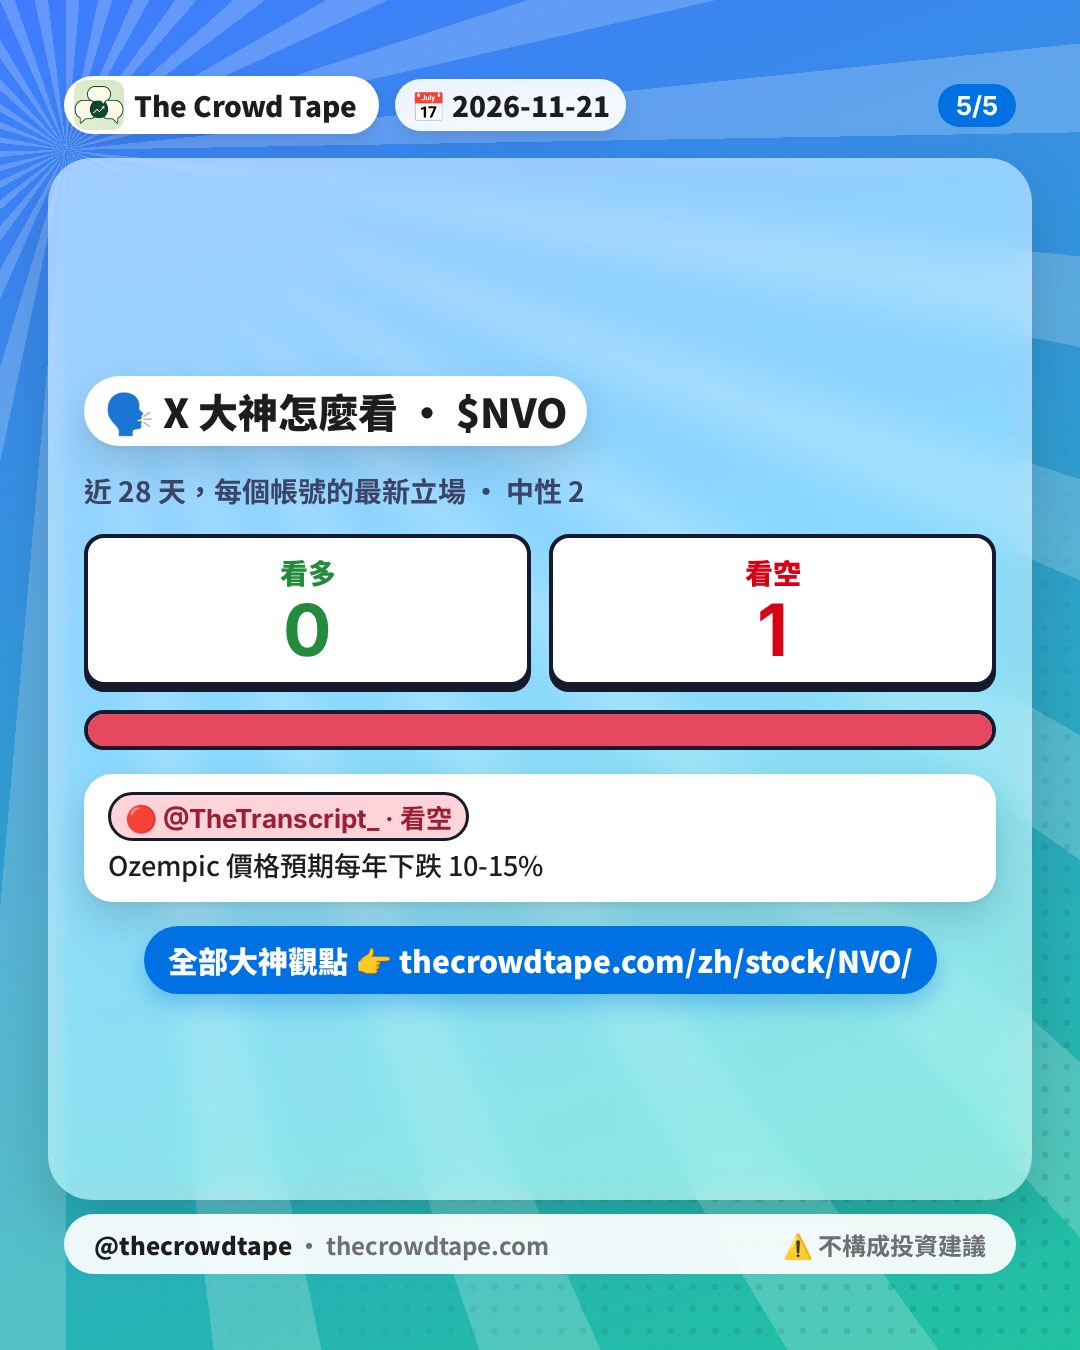 The Crowd Tape
2026-11-21
5/5
🗣️ X 大神怎麼看 · $NVO
近 28 天，每個帳號的最新立場 · 中性 2
看多
0
看空
1
🔴 @TheTranscript_ · 看空
Ozempic 價格預期每年下跌 10-15%
全部大神觀點 👉 thecrowdtape.com/zh/stock/NVO/
@thecrowdtape · thecrowdtape.com
⚠️ 不構成投資建議